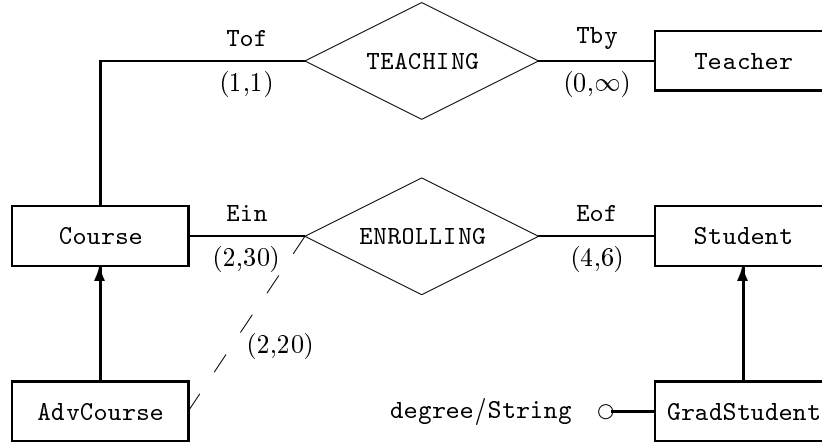 Tof
Tby
TEACHING
Teacher
(1,1)
(0,∞)
Ein
Eof
Course
ENROLLING
Student
(2,30)
(4,6)
(2,20)
AdvCourse
degree/String
GradStudent